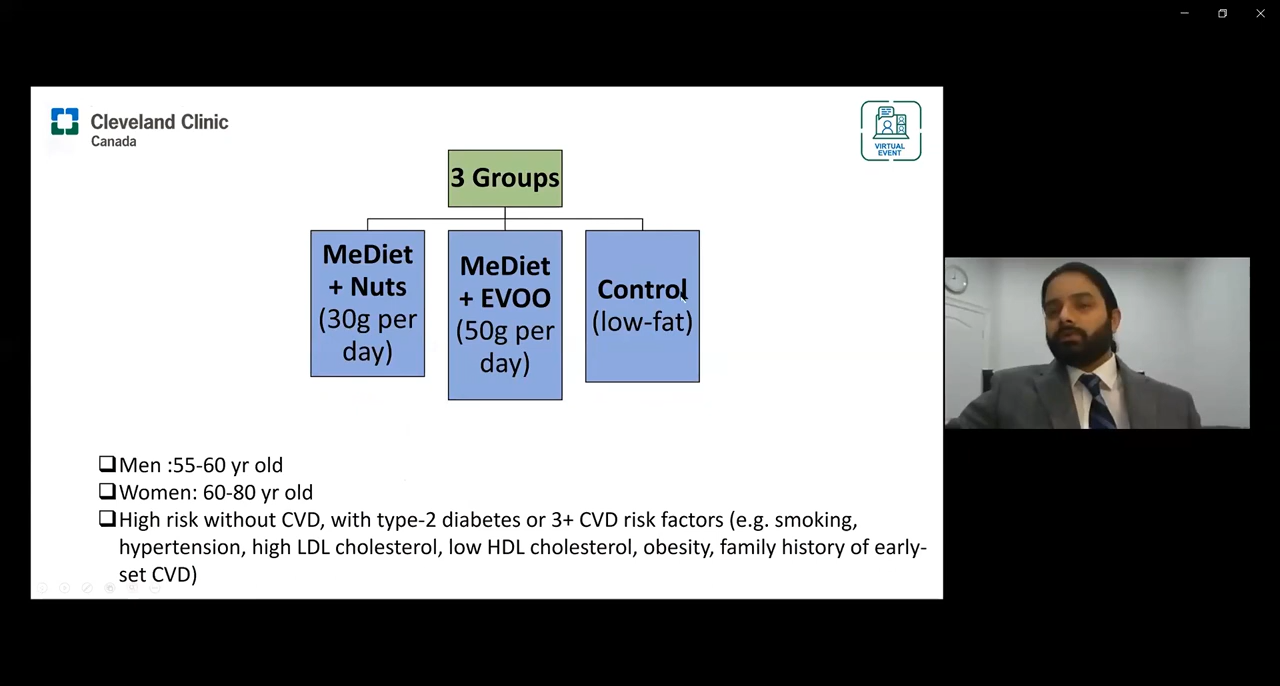 Cleveland Clinic
Canada
VIRTUAL
EVENT
3 Groups
MeDiet
+ Nuts
(30g per
day)
MeDiet
+ EVOO
(50g per
day)
Control
(low-fat)
❑Men :55-60 yr old
❑Women: 60-80 yr old
❑High risk without CVD, with type-2 diabetes or 3+ CVD risk factors (e.g. smoking,
hypertension, high LDL cholesterol, low HDL cholesterol, obesity, family history of early-
set CVD)